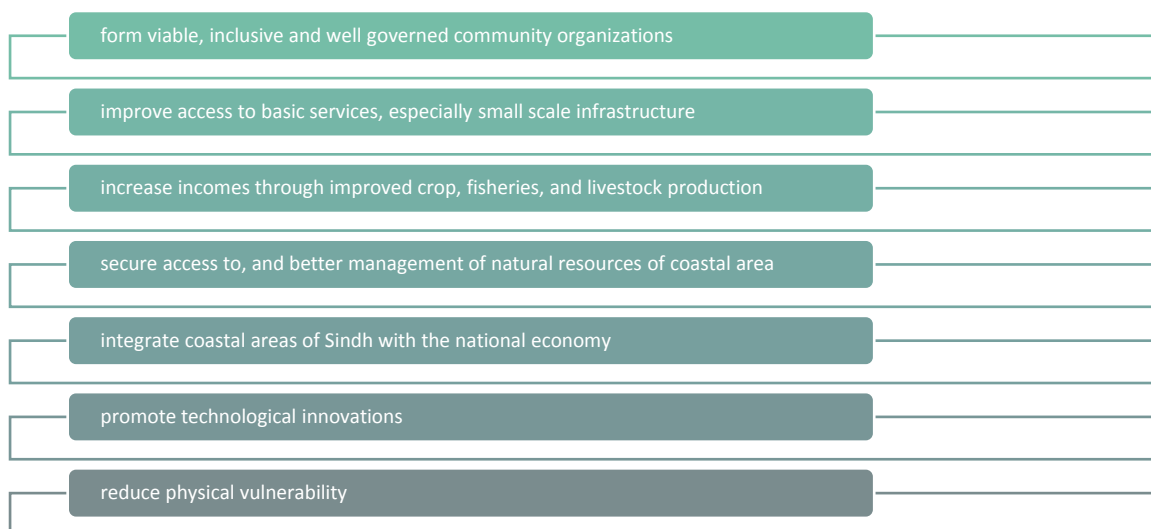 form viable, inclusive and well governed community organizations
improve access to basic services, especially small scale infrastructure
increase incomes through improved crop, fisheries, and livestock production
secure access to, and better management of natural resources of coastal area
integrate coastal areas of Sindh with the national economy
promote technological innovations
reduce physical vulnerability